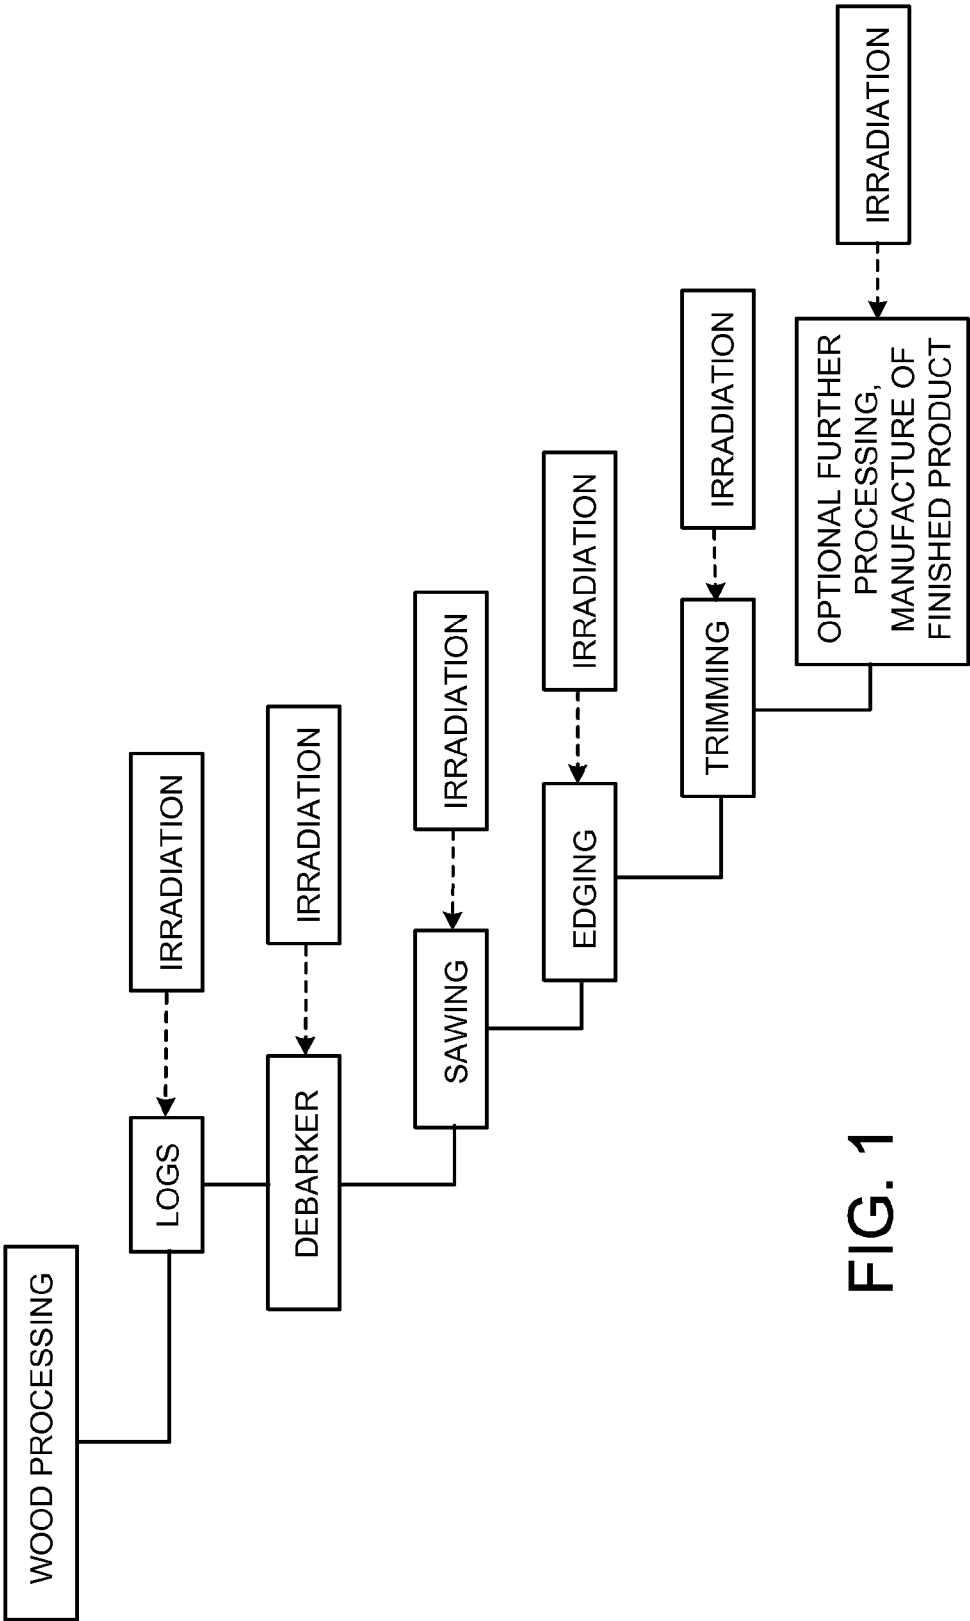 WOOD PROCESSING
LOGS
IRRADIATION
DEBARKER
IRRADIATION
SAWING
IRRADIATION
EDGING
IRRADIATION
TRIMMING
IRRADIATION
OPTIONAL FURTHER
PROCESSING,
MANUFACTURE OF
FINISHED PRODUCT
IRRADIATION
FIG. 1